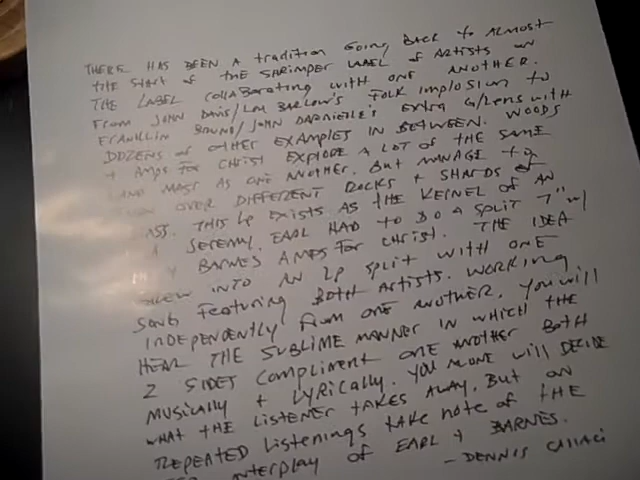 THERE HAS BEEN A tradition Going BACK to ALMOST
THE START of the SHRIMPER LABEL of ARTISTS on
THE LABEL COLLABORATING with ONE ANOTHER.
From JOHN DAVIS/LOU BARLOW'S FOLK IMPLOSION to
FRANKLIN BRUNO/JOHN DARNIELLE'S EXTRA GLENS with
DOZENS of OTHER EXAMPLES IN BETWEEN. WOODS
+ AMPS FOR CHRIST EXPLORE A LOT of THE SAME
LAND MASS AS ONE ANOTHER, But MANAGE to
OVER DIFFERENT ROCKS + SHARDS of
THIS LP EXISTS AS THE KERNEL of AN
JEREMY EARL HAD to DO A SPLIT 7" w/
BARNES AMPS FOR CHRIST. THE IDEA
GREW INTO AN LP SPLIT WITH ONE
SONG FEATURING BOTH ARTISTS. WORKING
INDEPENDENTLY From ONE ANOTHER, YOU will
HEAR THE SUBLIME MANNER IN WHICH THE
2 SIDES Compliment ONE ANOTHER BOTH
MUSICALLY + LYRICALLY. YOU ALONE will DECIDE
WHAT THE LISTENER TAKES AWAY, But ON
REPEATED Listenings TAKE NOTE of THE
interplay OF EARL + BARNES.
- DENNIS CALLACI